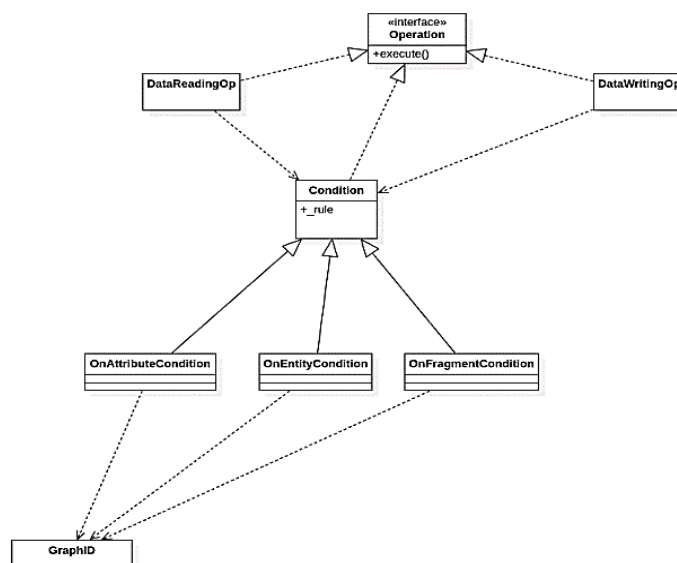 «interface»
Operation
+execute()
DataReadingOp
DataWritingOp
Condition
+_rule
OnAttributeCondition
OnEntityCondition
OnFragmentCondition
GraphID